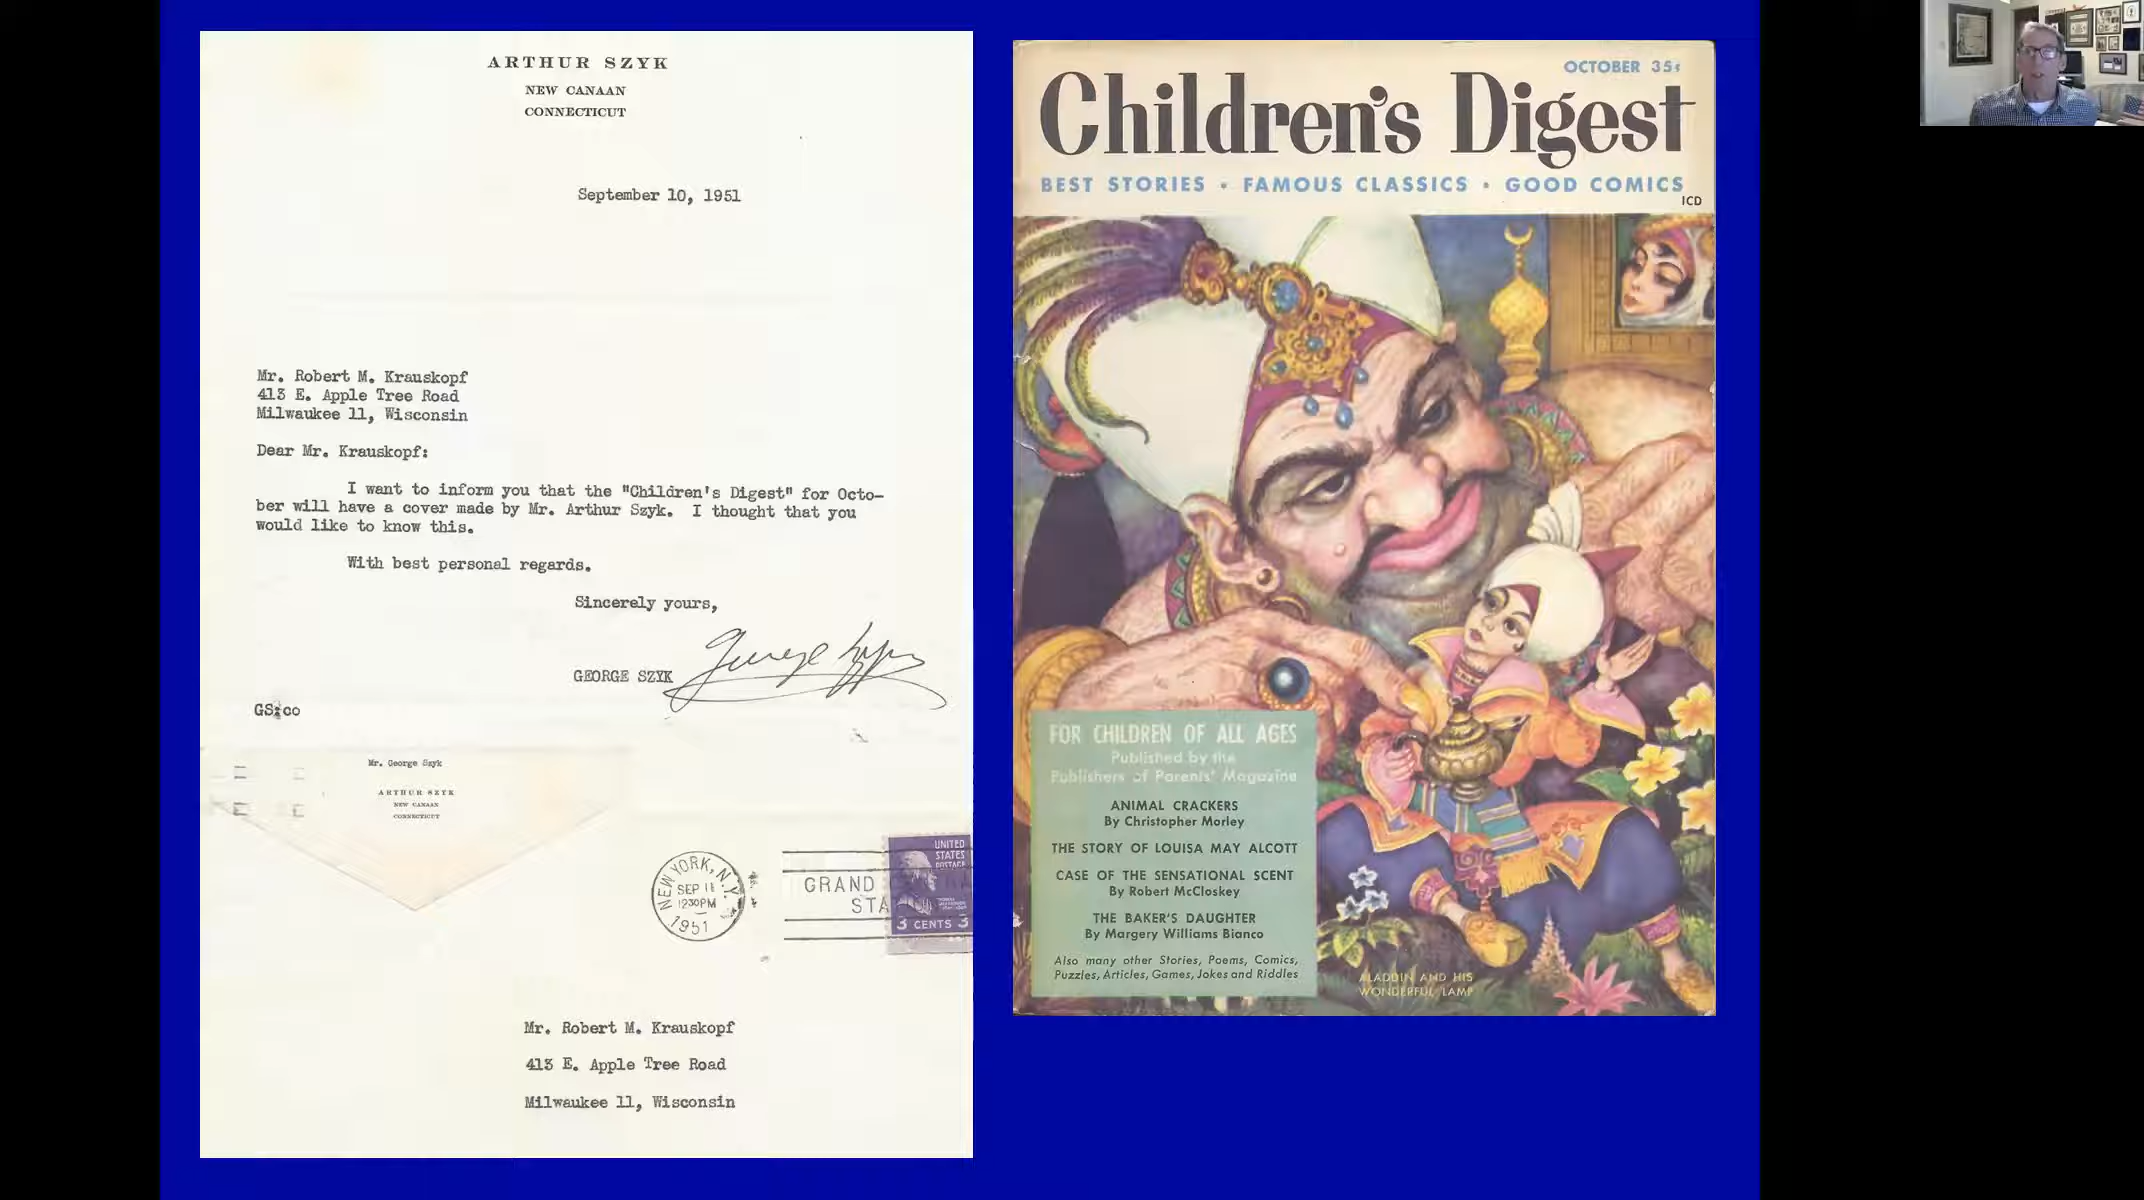 ARTHUR SZYK
NEW CANAAN
CONNECTICUT
September 10, 1951
Mr. Robert M. Krauskopf
413 E. Apple Tree Road
Milwaukee 11, Wisconsin
Dear Mr. Krauskopf:
I want to inform you that the "Children's Digest" for Octo-
ber will have a cover made by Mr. Arthur Szyk. I thought that you
would like to know this.
With best personal regards.
Sincerely yours,
George Szyk
GEORGE SZYK
GS:co
Mr. George Szyk
ARTHUR SZYK
NEW CANAAN
CONNECTICUT
NEW YORK, N.Y.
SEP 11
1230PM
1951
GRAND
STA
UNITED
STATES
POSTAGE
3 CENTS 3
Mr. Robert M. Krauskopf
413 E. Apple Tree Road
Milwaukee 11, Wisconsin
OCTOBER 35¢
Children's Digest
BEST STORIES • FAMOUS CLASSICS • GOOD COMICS
ICD
FOR CHILDREN OF ALL AGES
Published by the
Publishers of Parents' Magazine
ANIMAL CRACKERS
By Christopher Morley
THE STORY OF LOUISA MAY ALCOTT
CASE OF THE SENSATIONAL SCENT
By Robert McCloskey
THE BAKER'S DAUGHTER
By Margery Williams Bianco
Also many other Stories, Poems, Comics,
Puzzles, Articles, Games, Jokes and Riddles
ALADDIN AND HIS
WONDERFUL LAMP